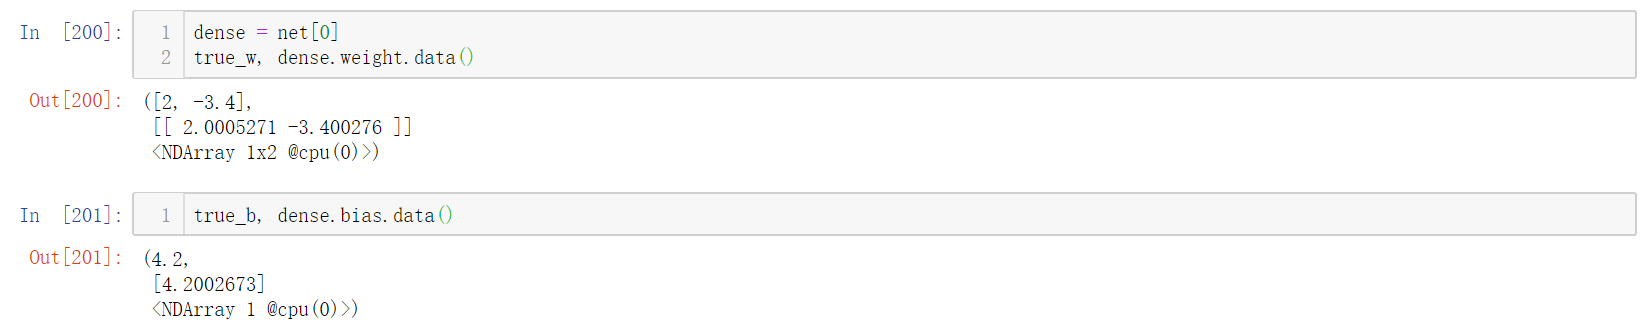 In [200]: 1 dense = net[0]
2 true_w, dense.weight.data()
Out[200]: ([2, -3.4],
[[ 2.0005271 -3.400276 ]]
<NDArray 1x2 @cpu(0)>)
In [201]: 1 true_b, dense.bias.data()
Out[201]: (4.2,
[4.2002673]
<NDArray 1 @cpu(0)>)